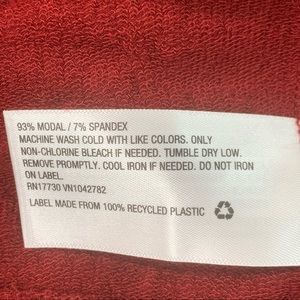 93% MODAL / 7% SPANDEX
MACHINE WASH COLD WITH LIKE COLORS. ONLY
NON-CHLORINE BLEACH IF NEEDED. TUMBLE DRY LOW.
REMOVE PROMPTLY. COOL IRON IF NEEDED. DO NOT IRON
ON LABEL.
RN17730 VN1042782
LABEL MADE FROM 100% RECYCLED PLASTIC